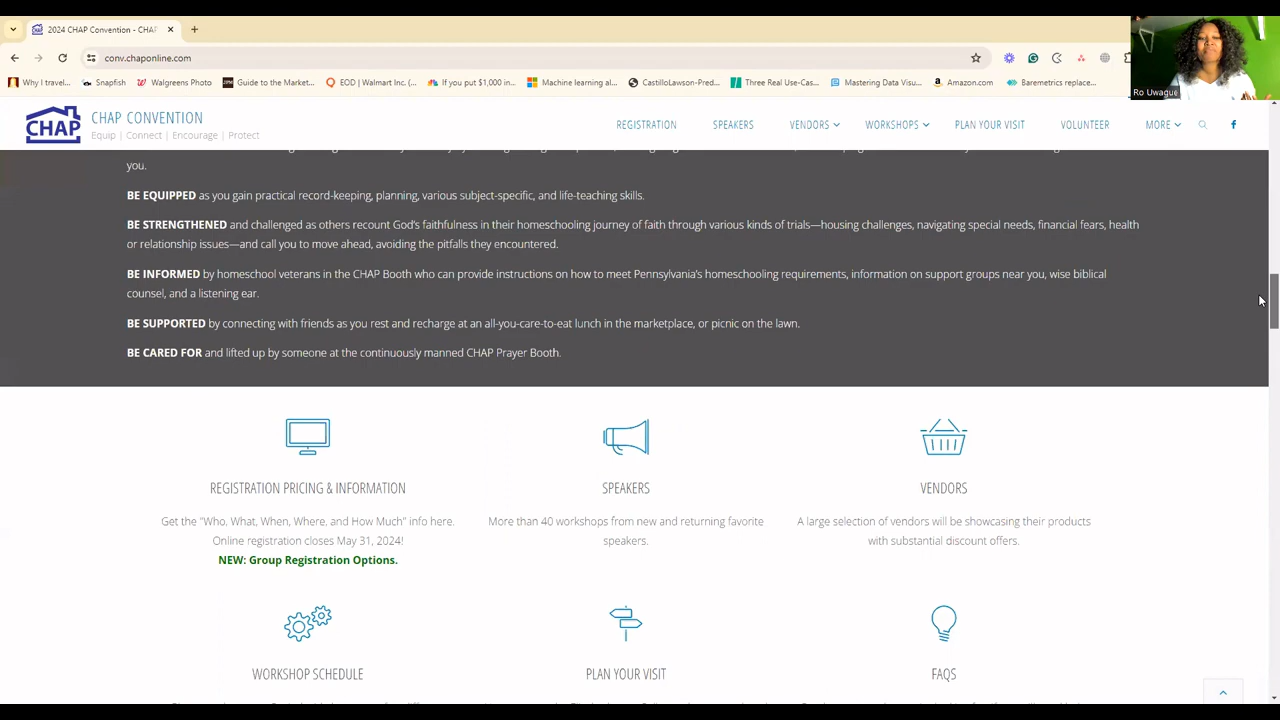 2024 CHAP Convention - CHA
conv.chaponline.com
Why I travel...
Snapfish
Walgreens Photo
Guide to the Market...
EOD | Walmart Inc. (...
If you put $1,000 in...
Machine learning al...
CastilloLawson-Pred...
Three Real Use-Cas...
Mastering Data Visu...
Amazon.com
Baremetrics replace...
Ro Uwague
CHAP
CHAP CONVENTION
Equip | Connect | Encourage | Protect
REGISTRATION
SPEAKERS
VENDORS
WORKSHOPS
PLAN YOUR VISIT
VOLUNTEER
MORE
you.
BE EQUIPPED as you gain practical record-keeping, planning, various subject-specific, and life-teaching skills.
BE STRENGTHENED and challenged as others recount God's faithfulness in their homeschooling journey of faith through various kinds of trials—housing challenges, navigating special needs, financial fears, health
or relationship issues—and call you to move ahead, avoiding the pitfalls they encountered.
BE INFORMED by homeschool veterans in the CHAP Booth who can provide instructions on how to meet Pennsylvania's homeschooling requirements, information on support groups near you, wise biblical
counsel, and a listening ear.
BE SUPPORTED by connecting with friends as you rest and recharge at an all-you-care-to-eat lunch in the marketplace, or picnic on the lawn.
BE CARED FOR and lifted up by someone at the continuously manned CHAP Prayer Booth.
REGISTRATION PRICING & INFORMATION
Get the "Who, What, When, Where, and How Much" info here.
Online registration closes May 31, 2024!
NEW: Group Registration Options.
SPEAKERS
More than 40 workshops from new and returning favorite
speakers.
VENDORS
A large selection of vendors will be showcasing their products
with substantial discount offers.
WORKSHOP SCHEDULE
PLAN YOUR VISIT
FAQS